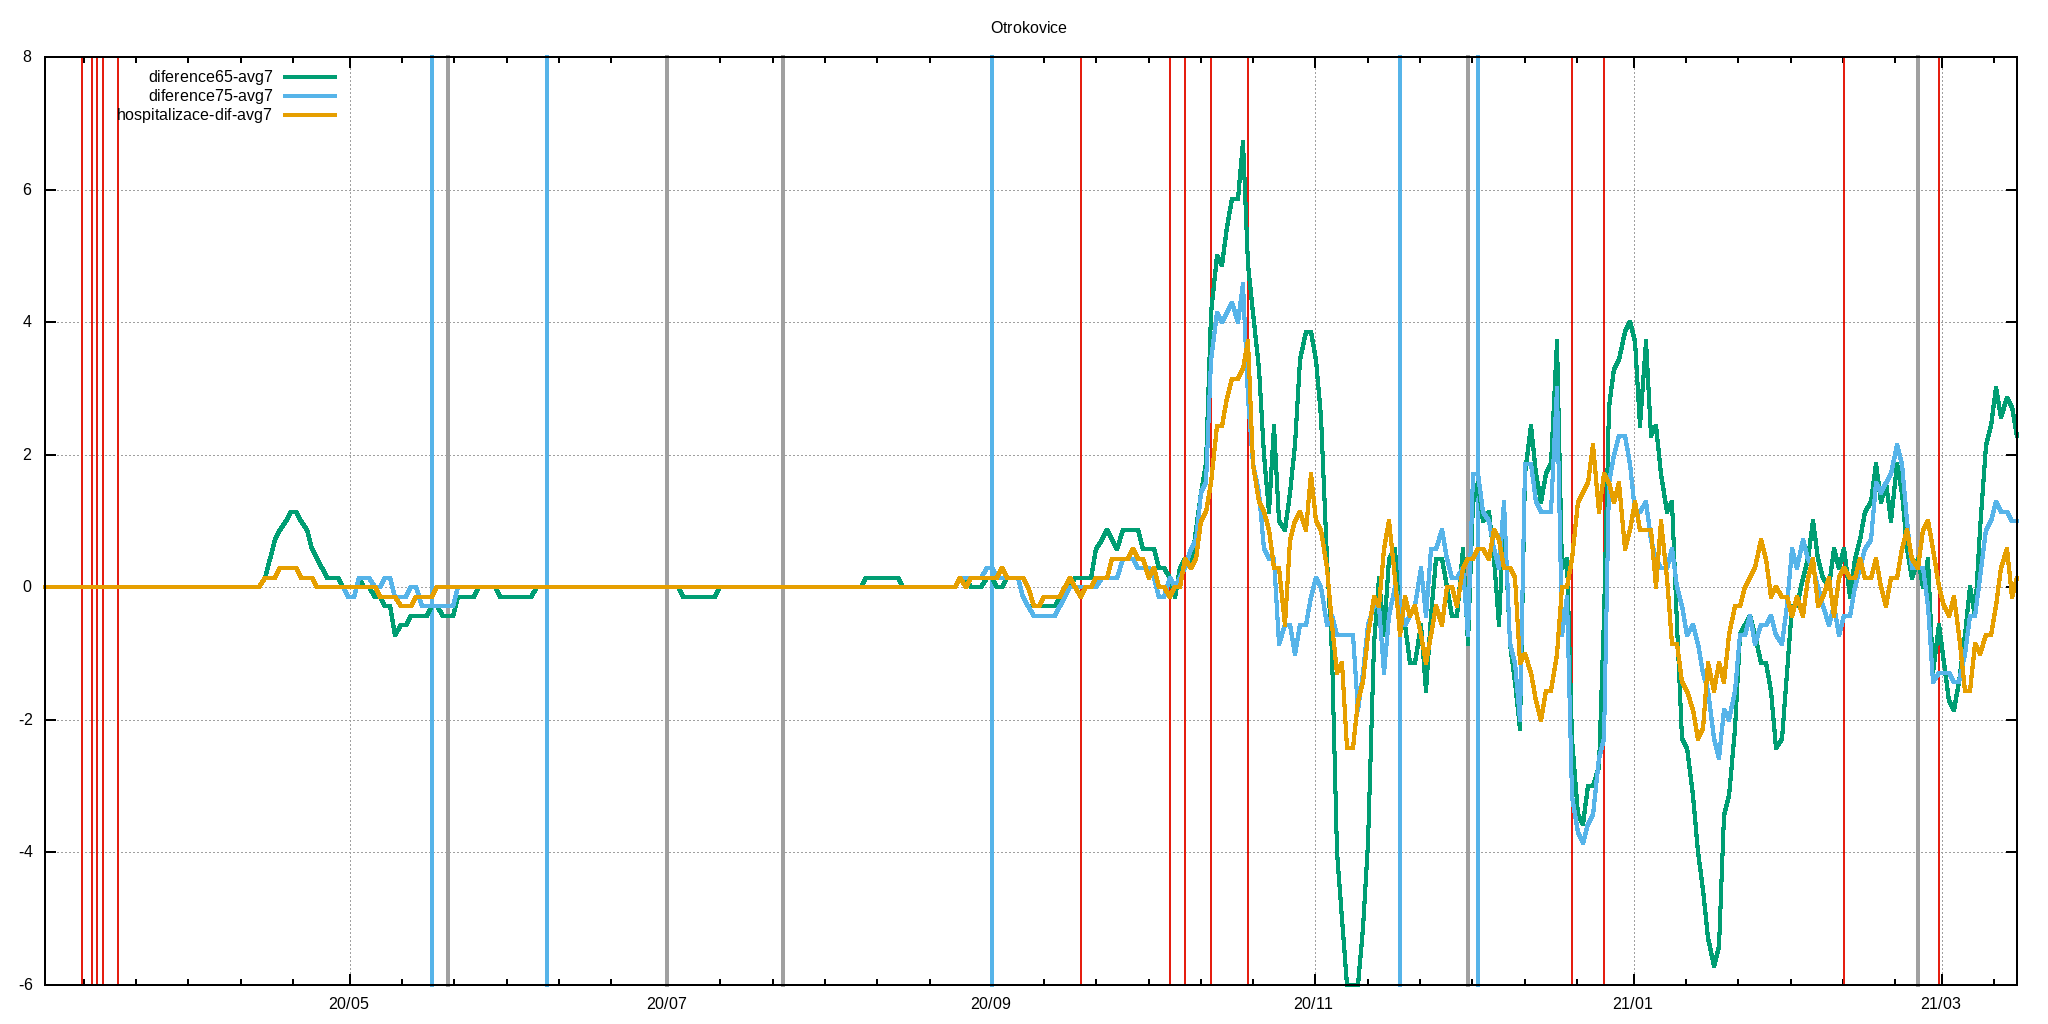 Otrokovice
diference65-avg7
diference75-avg7
hospitalizace-dif-avg7
8
6
4
2
0
-2
-4
-6
20/05 20/07 20/09 20/11 21/01 21/03